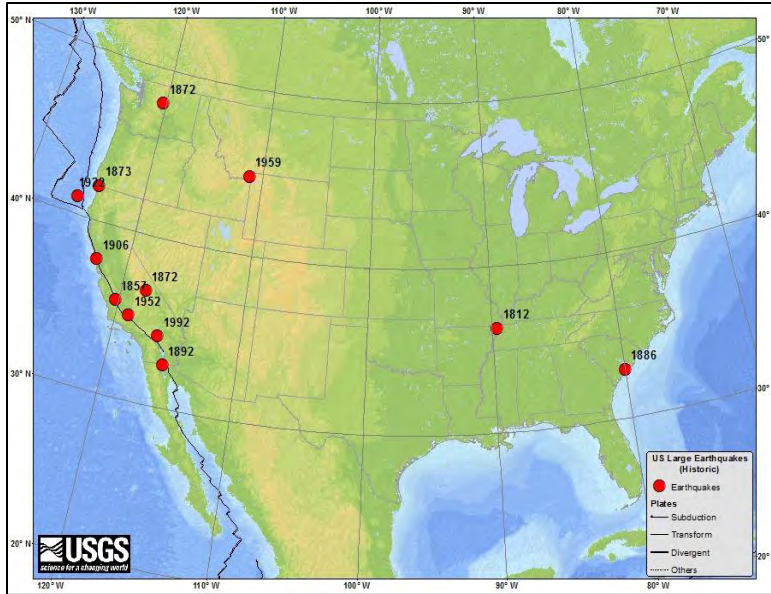 130° W 120° W 110° W 100° W 90° W 80° W 70° W
50° N
50° N
1872
1959
1873
1922
40° N
40° N
1906
1872
1857
1952
1992
1892
1812
1886
30° N
30° N
US Large Earthquakes
(Historic)
Earthquakes
Plates
Subduction
Transform
Divergent
Others
USGS
science for a changing world
20° N
20° N
120° W 110° W 100° W 90° W 80° W